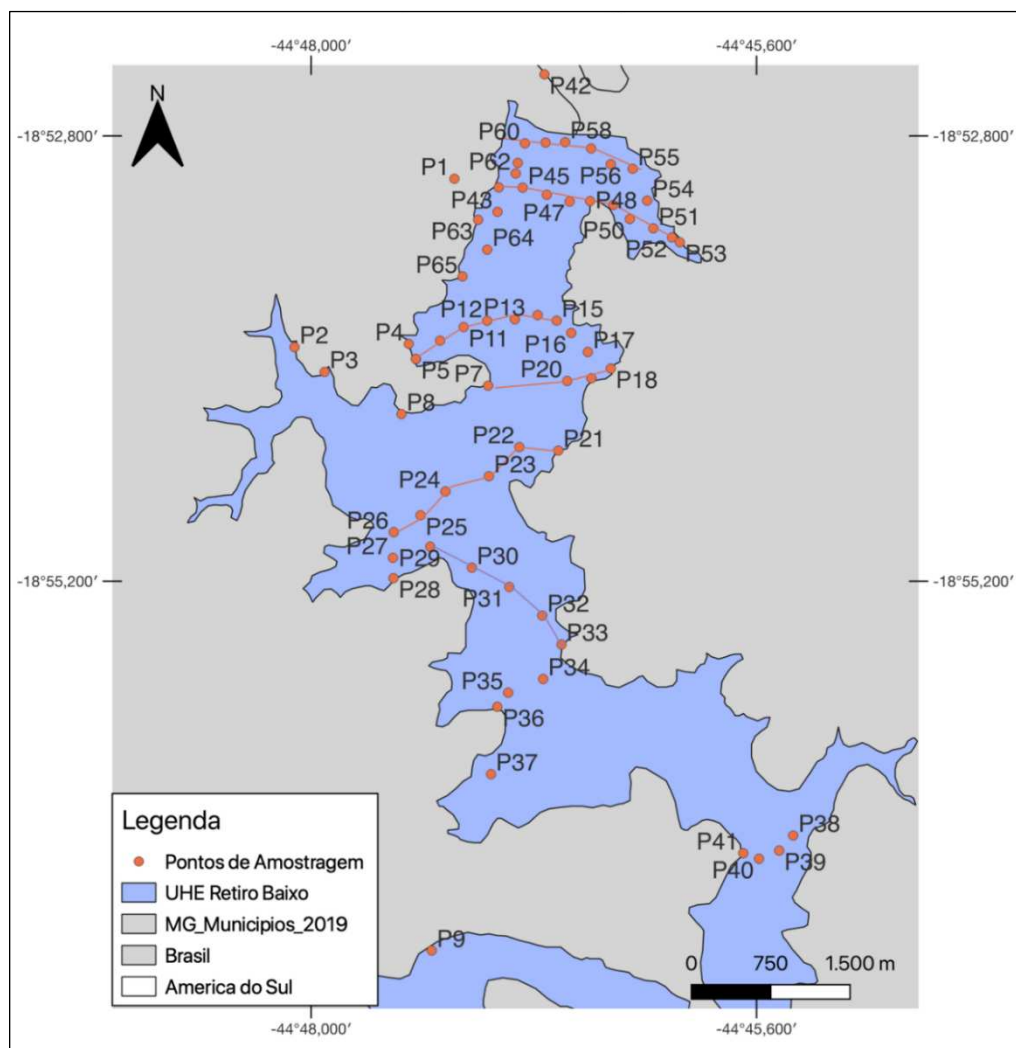 -44°48,000′ -44°45,600′
P42
N
-18°52,800′ -18°52,800′
P60 P58
P62 P56 P55
P1
P45 P54
P43 P47 P48
P51
P63 P50
P64 P52 P53
P65
P12 P13 P15
P4 P11 P16 P17
P2
P3 P5 P7 P20 P18
P8
P22 P21
P23
P24
P26 P25
P27 P29 P30
-18°55,200′ P28 P31 -18°55,200′
P32
P33
P34
P35
P36
P37
Legenda
Pontos de Amostragem
UHE Retiro Baixo
MG_Municipios_2019
Brasil
America do Sul
P38
P41 P39
P40
P9
0 750 1.500 m
-44°48,000′ -44°45,600′